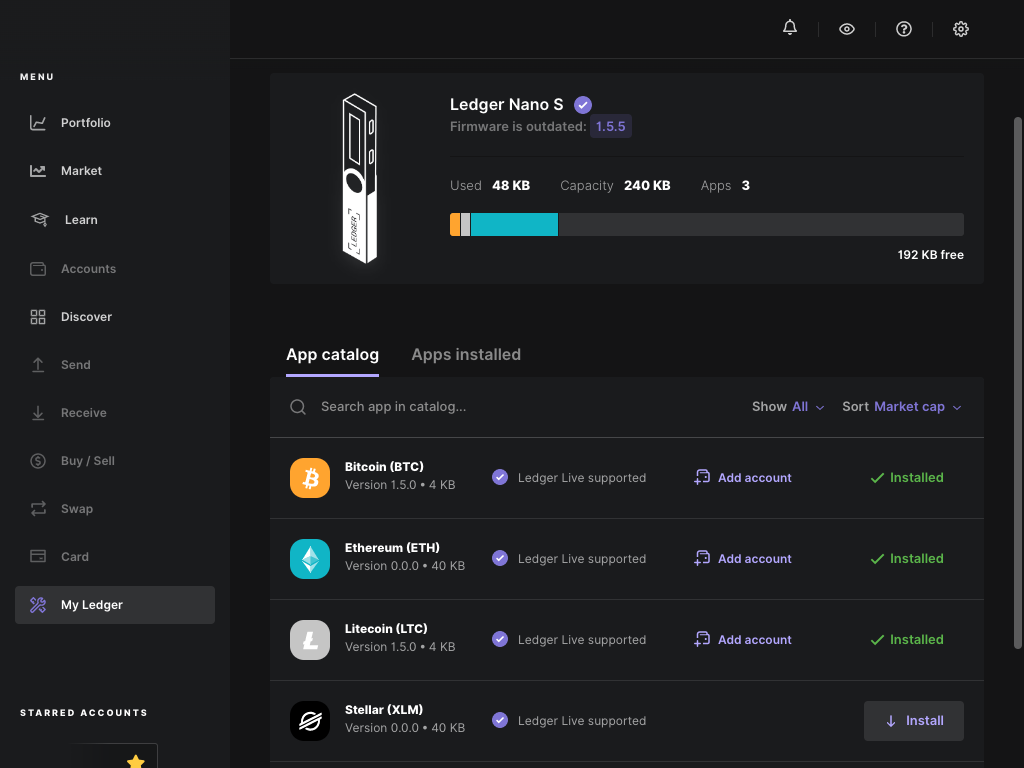 MENU
Portfolio
Market
Learn
Accounts
Discover
Send
Receive
Buy / Sell
Swap
Card
My Ledger
STARRED ACCOUNTS
LEDGER
Ledger Nano S
Firmware is outdated: 1.5.5
Used 48 KB Capacity 240 KB Apps 3
192 KB free
App catalog Apps installed
Search app in catalog... Show All Sort Market cap
Bitcoin (BTC)
Version 1.5.0 • 4 KB
Ledger Live supported Add account Installed
Ethereum (ETH)
Version 0.0.0 • 40 KB
Ledger Live supported Add account Installed
Litecoin (LTC)
Version 1.5.0 • 4 KB
Ledger Live supported Add account Installed
Stellar (XLM)
Version 0.0.0 • 40 KB
Ledger Live supported Install